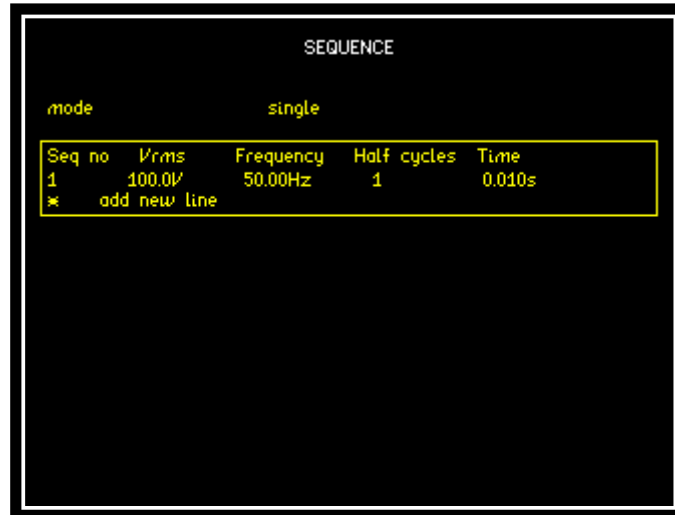 SEQUENCE
mode single
Seq no Vrms Frequency Half cycles Time
1 100.0V 50.00Hz 1 0.010s
* add new line